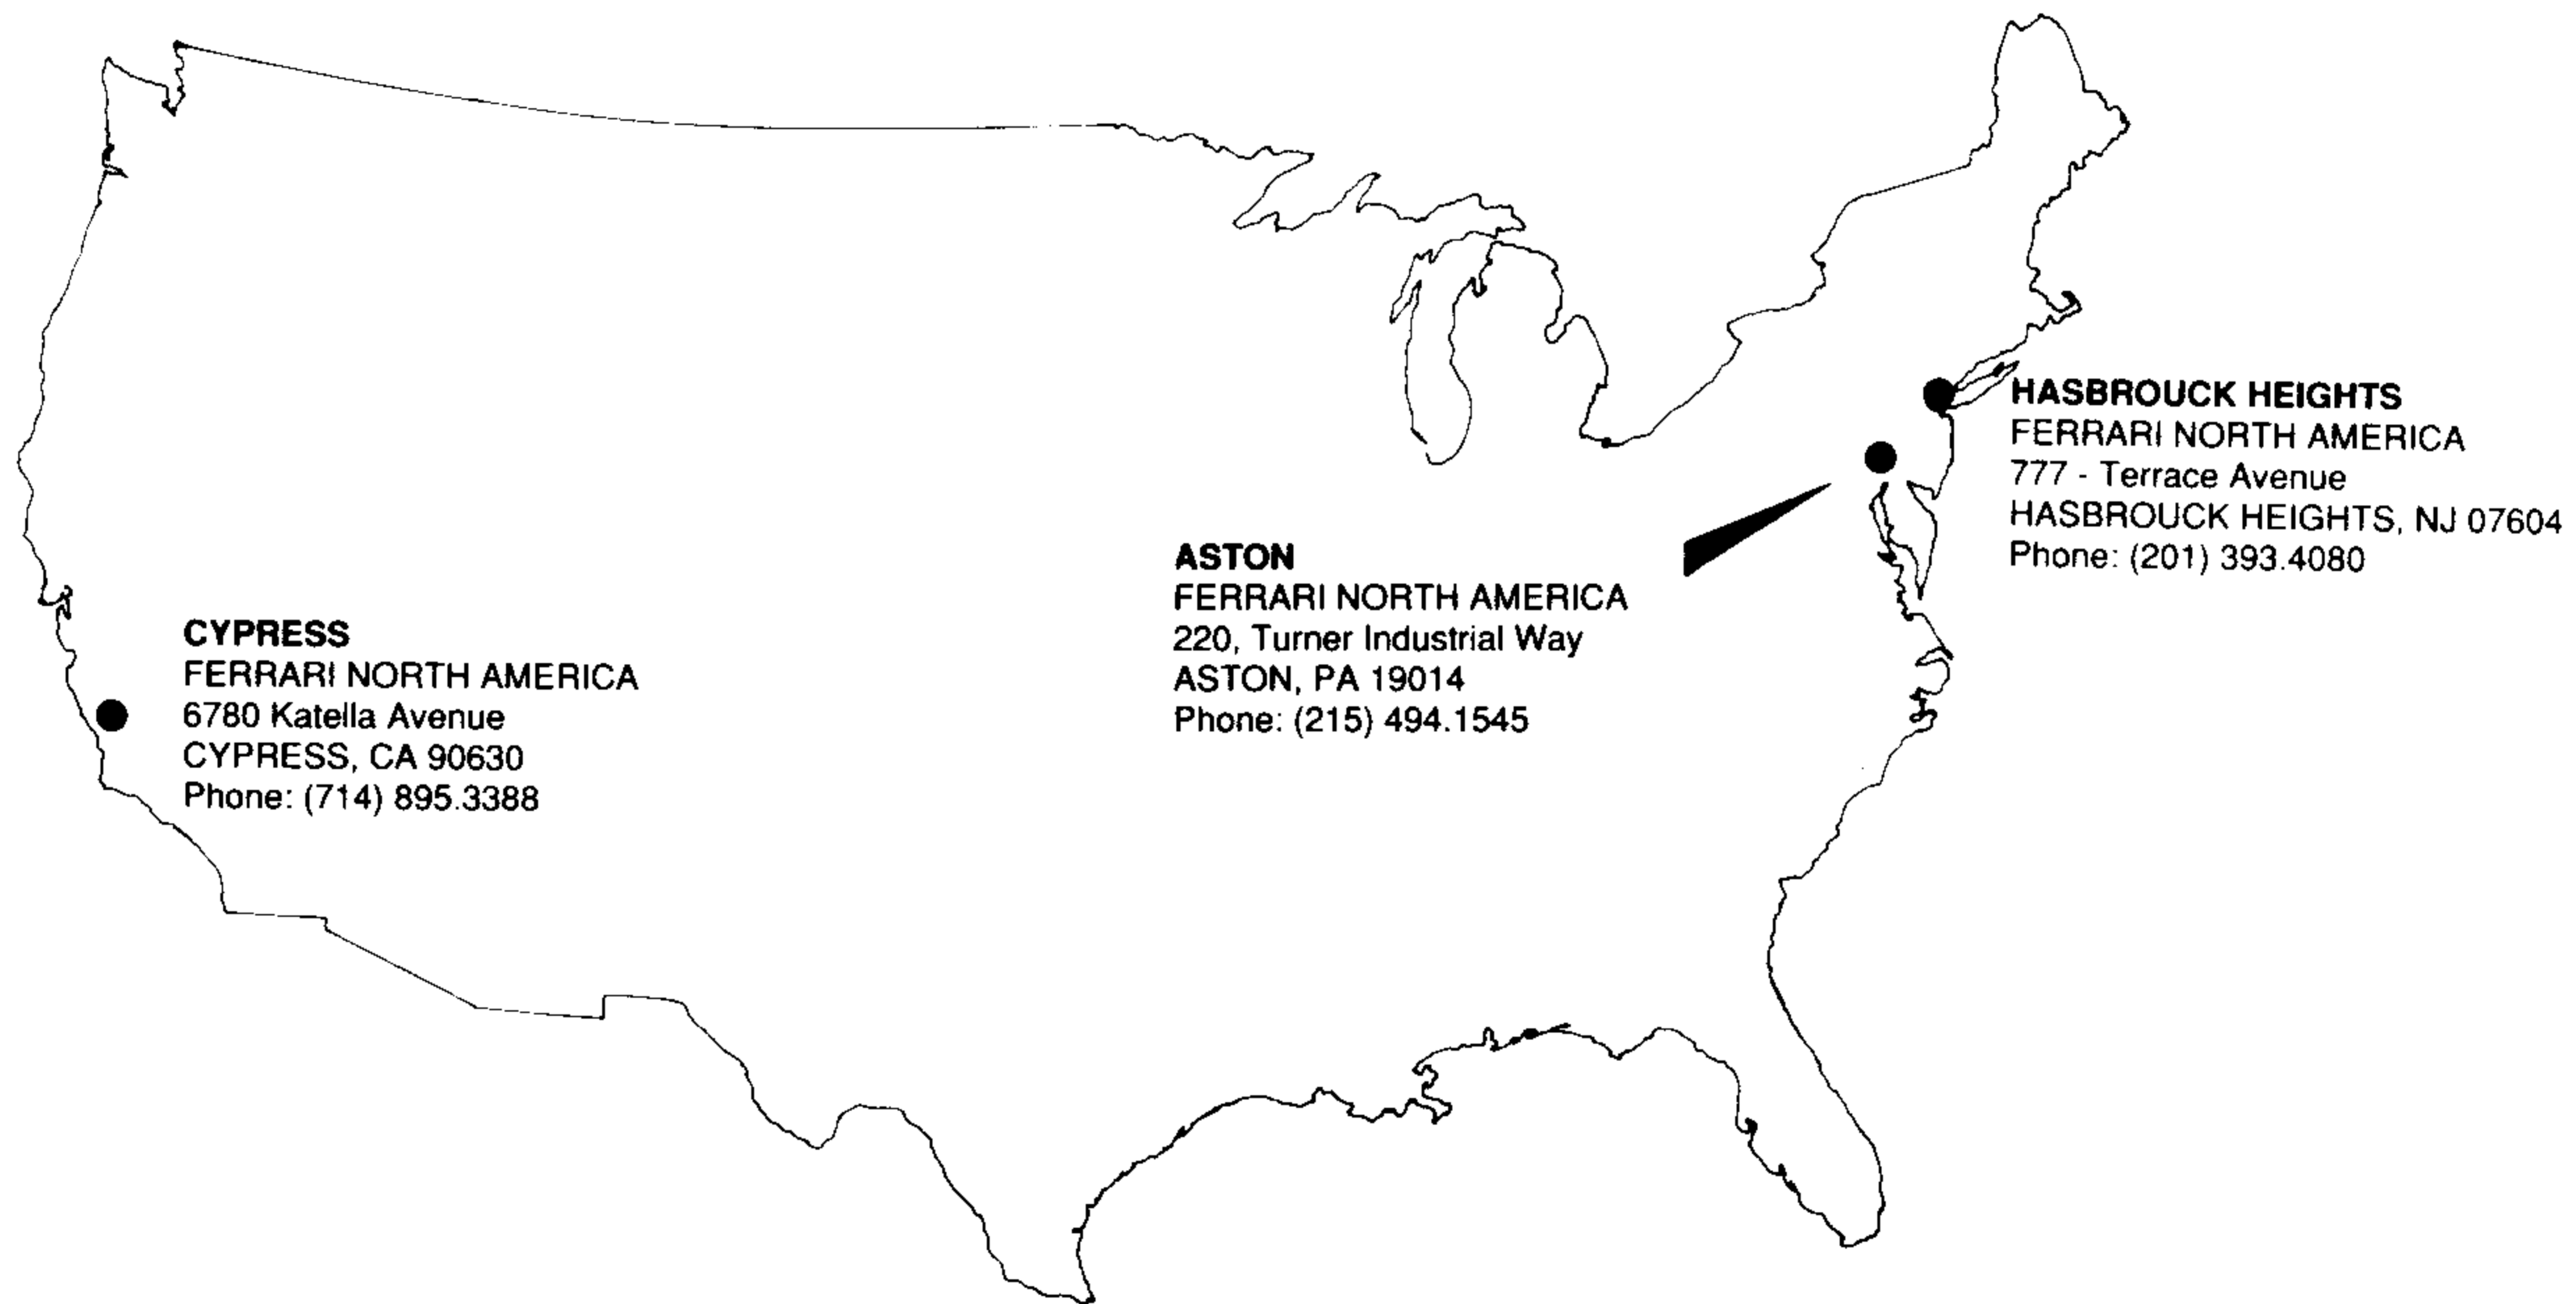 HASBROUCK HEIGHTS
FERRARI NORTH AMERICA
777 - Terrace Avenue
HASBROUCK HEIGHTS, NJ 07604
Phone: (201) 393.4080
ASTON
FERRARI NORTH AMERICA
220, Turner Industrial Way
ASTON, PA 19014
Phone: (215) 494.1545
CYPRESS
FERRARI NORTH AMERICA
6780 Katella Avenue
CYPRESS, CA 90630
Phone: (714) 895.3388